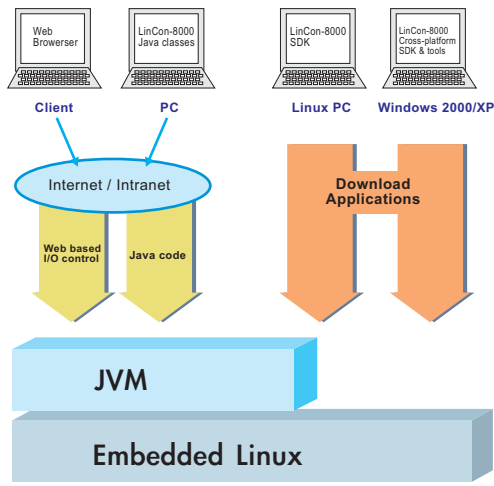 Web
Browerser
LinCon-8000
Java classes
LinCon-8000
SDK
LinCon-8000
Cross-platform
SDK & tools
Client
PC
Linux PC
Windows 2000/XP
Internet / Intranet
Download
Applications
Web based
I/O control
Java code
JVM
Embedded Linux